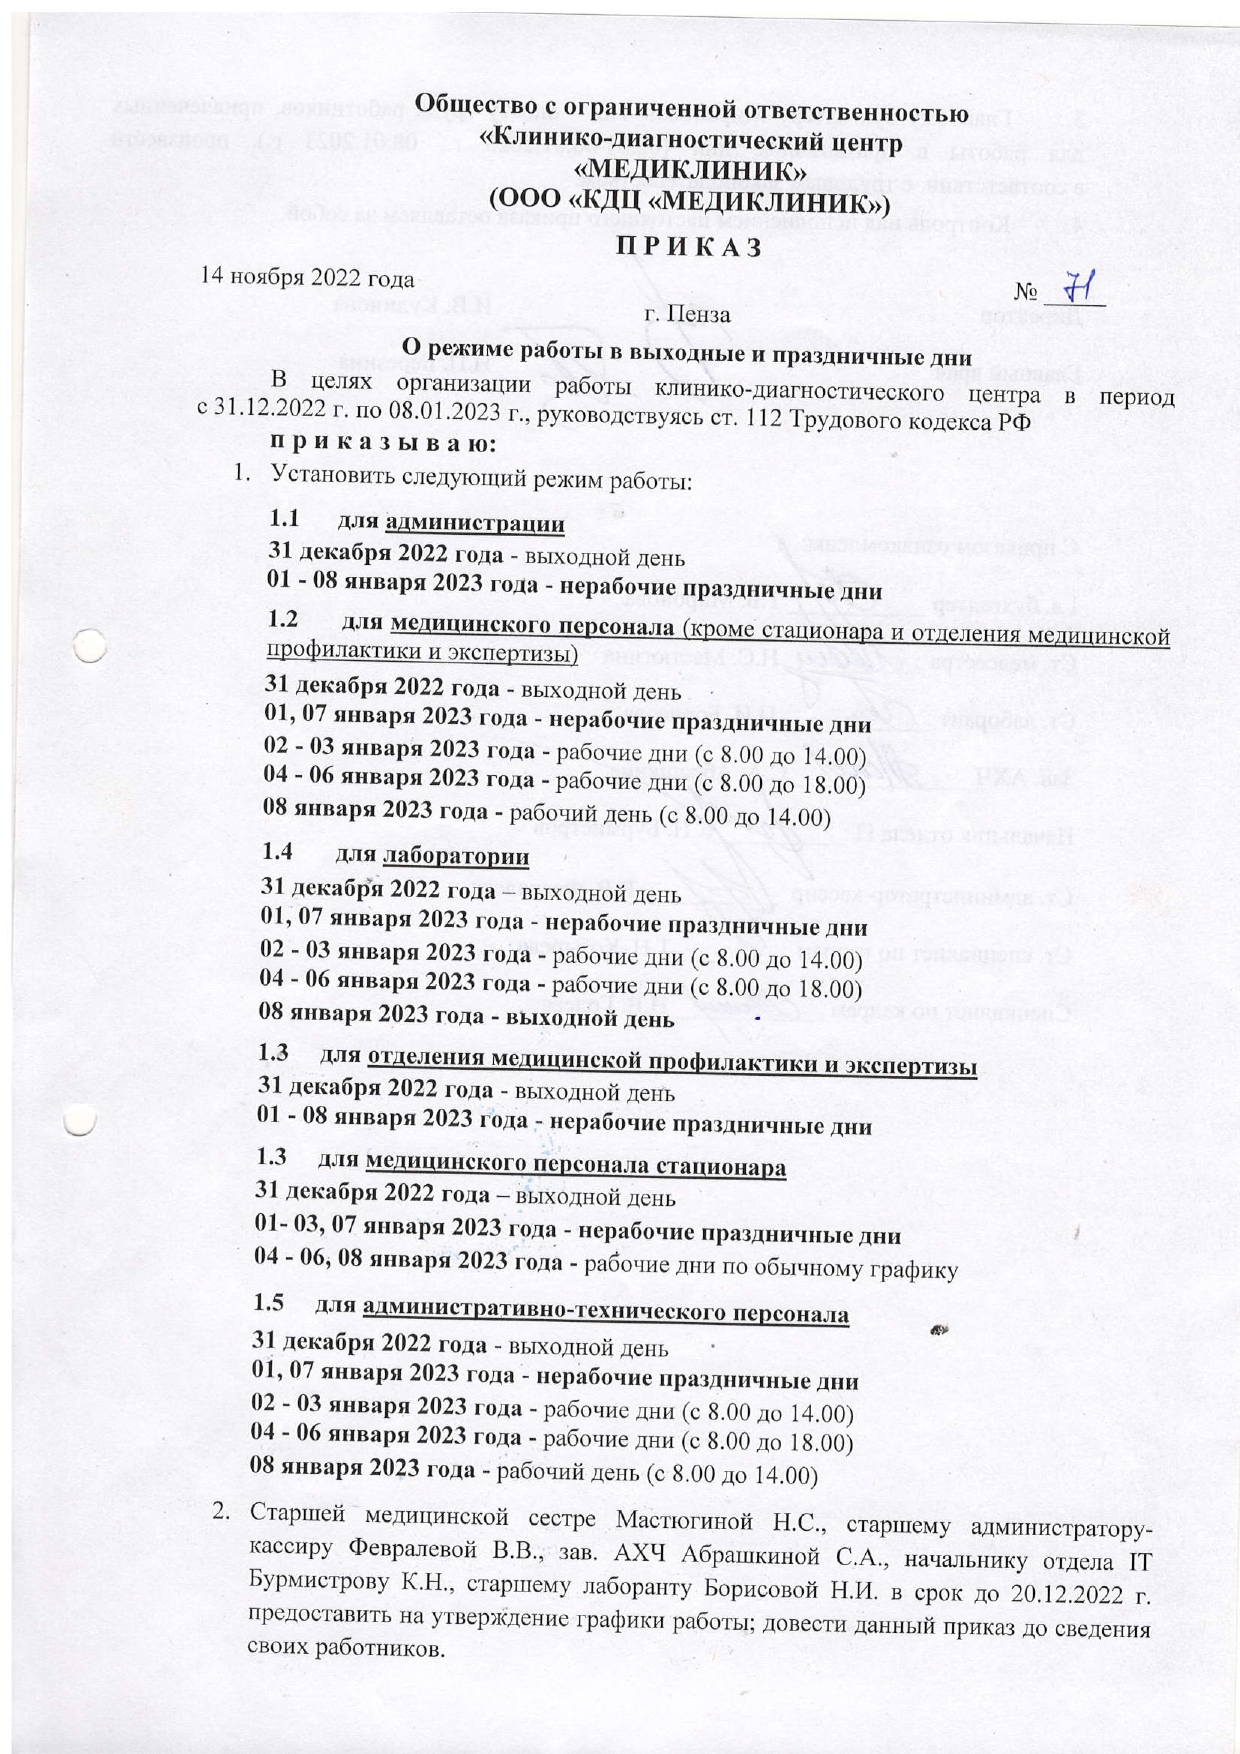 Общество с ограниченной ответственностью
«Клинико-диагностический центр
«МЕДИКЛИНИК»
(ООО «КДЦ «МЕДИКЛИНИК»)
П Р И К А З
14 ноября 2022 года
№ 71
г. Пенза
О режиме работы в выходные и праздничные дни
В целях организации работы клинико-диагностического центра в период
с 31.12.2022 г. по 08.01.2023 г., руководствуясь ст. 112 Трудового кодекса РФ
п р и к а з ы в а ю:
1. Установить следующий режим работы:
1.1 для администрации
31 декабря 2022 года - выходной день
01 - 08 января 2023 года - нерабочие праздничные дни
1.2 для медицинского персонала (кроме стационара и отделения медицинской
профилактики и экспертизы)
31 декабря 2022 года - выходной день
01, 07 января 2023 года - нерабочие праздничные дни
02 - 03 января 2023 года - рабочие дни (с 8.00 до 14.00)
04 - 06 января 2023 года - рабочие дни (с 8.00 до 18.00)
08 января 2023 года - рабочий день (с 8.00 до 14.00)
1.4 для лаборатории
31 декабря 2022 года – выходной день
01, 07 января 2023 года - нерабочие праздничные дни
02 - 03 января 2023 года - рабочие дни (с 8.00 до 14.00)
04 - 06 января 2023 года - рабочие дни (с 8.00 до 18.00)
08 января 2023 года - выходной день
1.3 для отделения медицинской профилактики и экспертизы
31 декабря 2022 года - выходной день
01 - 08 января 2023 года - нерабочие праздничные дни
1.3 для медицинского персонала стационара
31 декабря 2022 года – выходной день
01- 03, 07 января 2023 года - нерабочие праздничные дни
04 - 06, 08 января 2023 года - рабочие дни по обычному графику
1.5 для административно-технического персонала
31 декабря 2022 года - выходной день
01, 07 января 2023 года - нерабочие праздничные дни
02 - 03 января 2023 года - рабочие дни (с 8.00 до 14.00)
04 - 06 января 2023 года - рабочие дни (с 8.00 до 18.00)
08 января 2023 года - рабочий день (с 8.00 до 14.00)
2. Старшей медицинской сестре Мастюгиной Н.С., старшему администратору-
кассиру Февралевой В.В., зав. АХЧ Абрашкиной С.А., начальнику отдела IT
Бурмистрову К.Н., старшему лаборанту Борисовой Н.И. в срок до 20.12.2022 г.
предоставить на утверждение графики работы; довести данный приказ до сведения
своих работников.